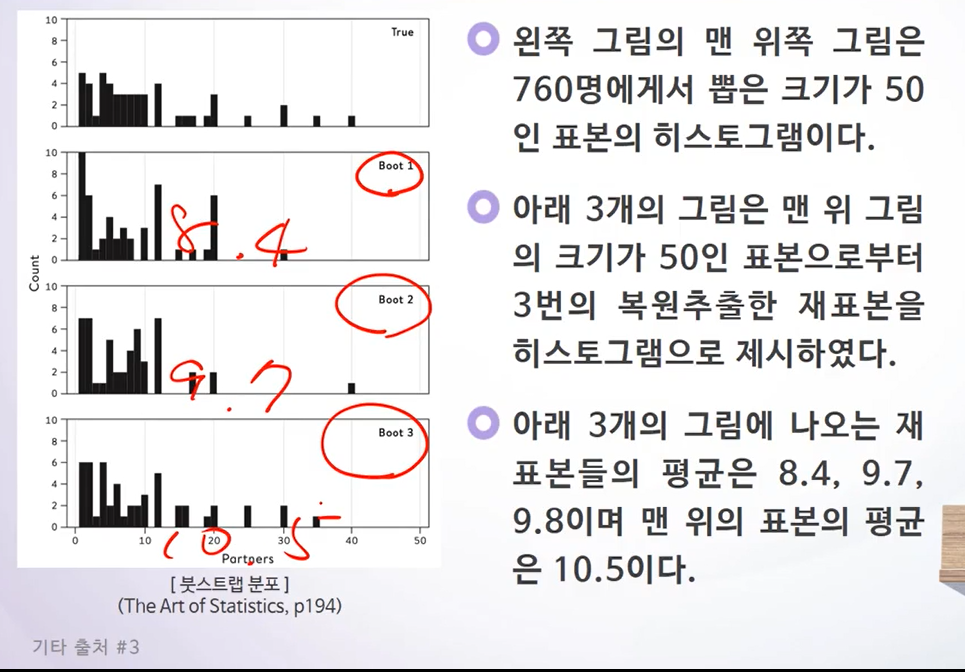 10
8
6
4
2
0
True
10
8
6
4
2
0
Boot 1
8.4
10
8
6
4
2
0
Boot 2
9.7
10
8
6
4
2
0
Boot 3
10.5
Count
0 10 20 30 40 50
Partners
[ 붓스트랩 분포 ]
(The Art of Statistics, p194)
기타 출처 #3
왼쪽 그림의 맨 위쪽 그림은
760명에게서 뽑은 크기가 50
인 표본의 히스토그램이다.
아래 3개의 그림은 맨 위 그림
의 크기가 50인 표본으로부터
3번의 복원추출한 재표본을
히스토그램으로 제시하였다.
아래 3개의 그림에 나오는 재
표본들의 평균은 8.4, 9.7,
9.8이며 맨 위의 표본의 평균
은 10.5이다.